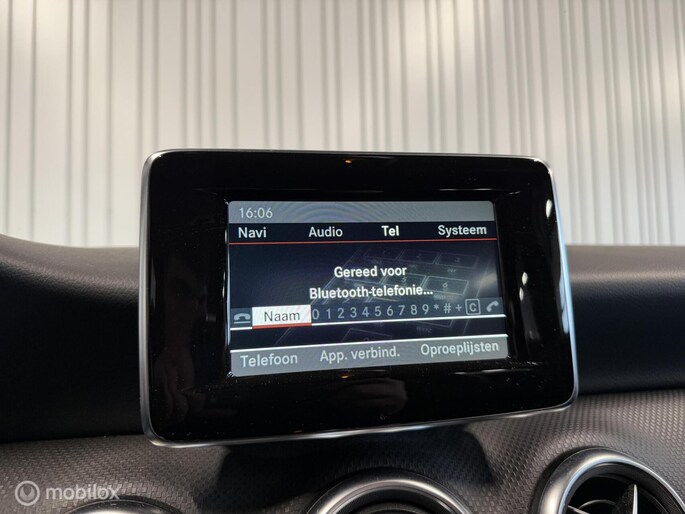 16:06
Navi Audio Tel Systeem
Gereed voor
Bluetooth-telefonie...
Naam 0 1 2 3 4 5 6 7 8 9 * # + C
Telefoon App. verbind. Oproeplijsten
mobilox